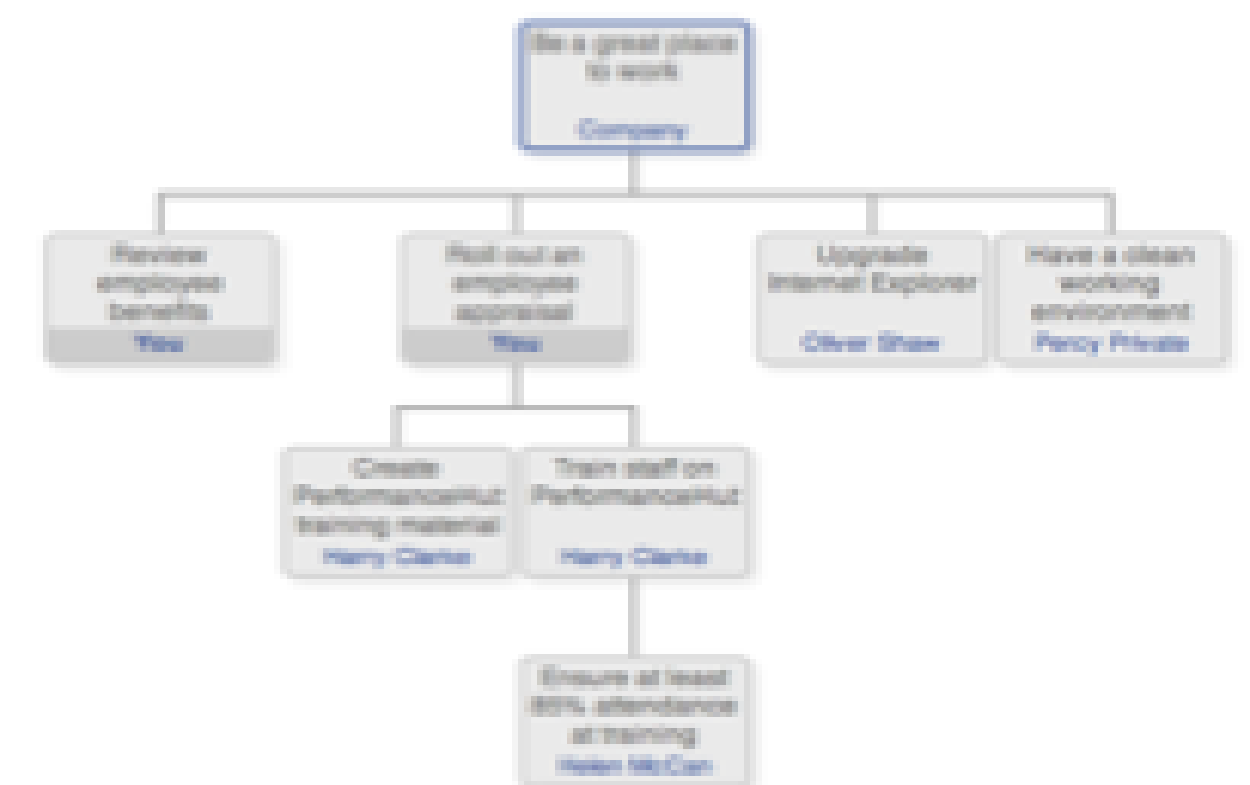 Be a great place
to work
Company
Review
employee
benefits
You
Roll out an
employee
appraisal
You
Upgrade
Internet Explorer
Oliver Shaw
Have a clean
working
environment
Percy Private
Create
PerformanceHut
training material
Harry Clarke
Train staff on
PerformanceHut
Harry Clarke
Ensure at least
attendance
at training
Helen McCan